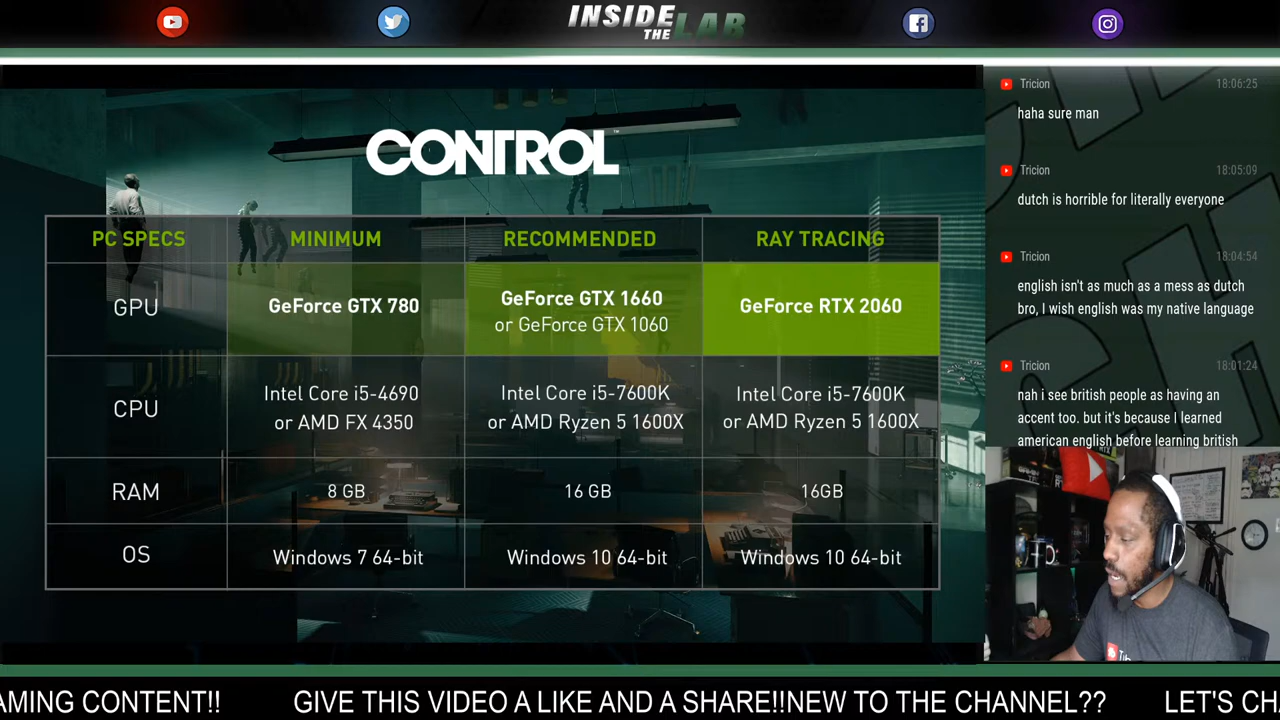 INSIDE
THE LAB
CONTROL™
PC SPECS MINIMUM RECOMMENDED RAY TRACING
GPU GeForce GTX 780 GeForce GTX 1660 or GeForce GTX 1060 GeForce RTX 2060
CPU Intel Core i5-4690 or AMD FX 4350 Intel Core i5-7600K or AMD Ryzen 5 1600X Intel Core i5-7600K or AMD Ryzen 5 1600X
RAM 8 GB 16 GB 16GB
OS Windows 7 64-bit Windows 10 64-bit Windows 10 64-bit
Tricion 18:06:25
haha sure man
Tricion 18:05:09
dutch is horrible for literally everyone
Tricion 18:04:54
english isn't as much as a mess as dutch
bro, I wish english was my native language
Tricion 18:01:24
nah i see british people as having an
accent too. but it's because I learned
american english before learning british
AMING CONTENT!! GIVE THIS VIDEO A LIKE AND A SHARE!!NEW TO THE CHANNEL?? LET'S CH